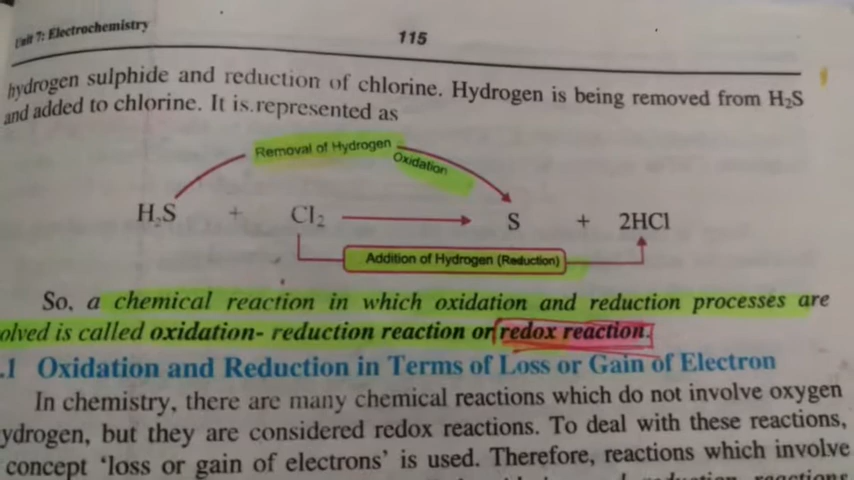 Unit 7: Electrochemistry
115
hydrogen sulphide and reduction of chlorine. Hydrogen is being removed from H₂S
and added to chlorine. It is represented as
Removal of Hydrogen
Oxidation
H₂S + Cl₂ S + 2HCl
Addition of Hydrogen (Reduction)
So, a chemical reaction in which oxidation and reduction processes are
olved is called oxidation- reduction reaction or redox reaction.
.1 Oxidation and Reduction in Terms of Loss or Gain of Electron
In chemistry, there are many chemical reactions which do not involve oxygen
ydrogen, but they are considered redox reactions. To deal with these reactions,
concept 'loss or gain of electrons' is used. Therefore, reactions which involve
reactions